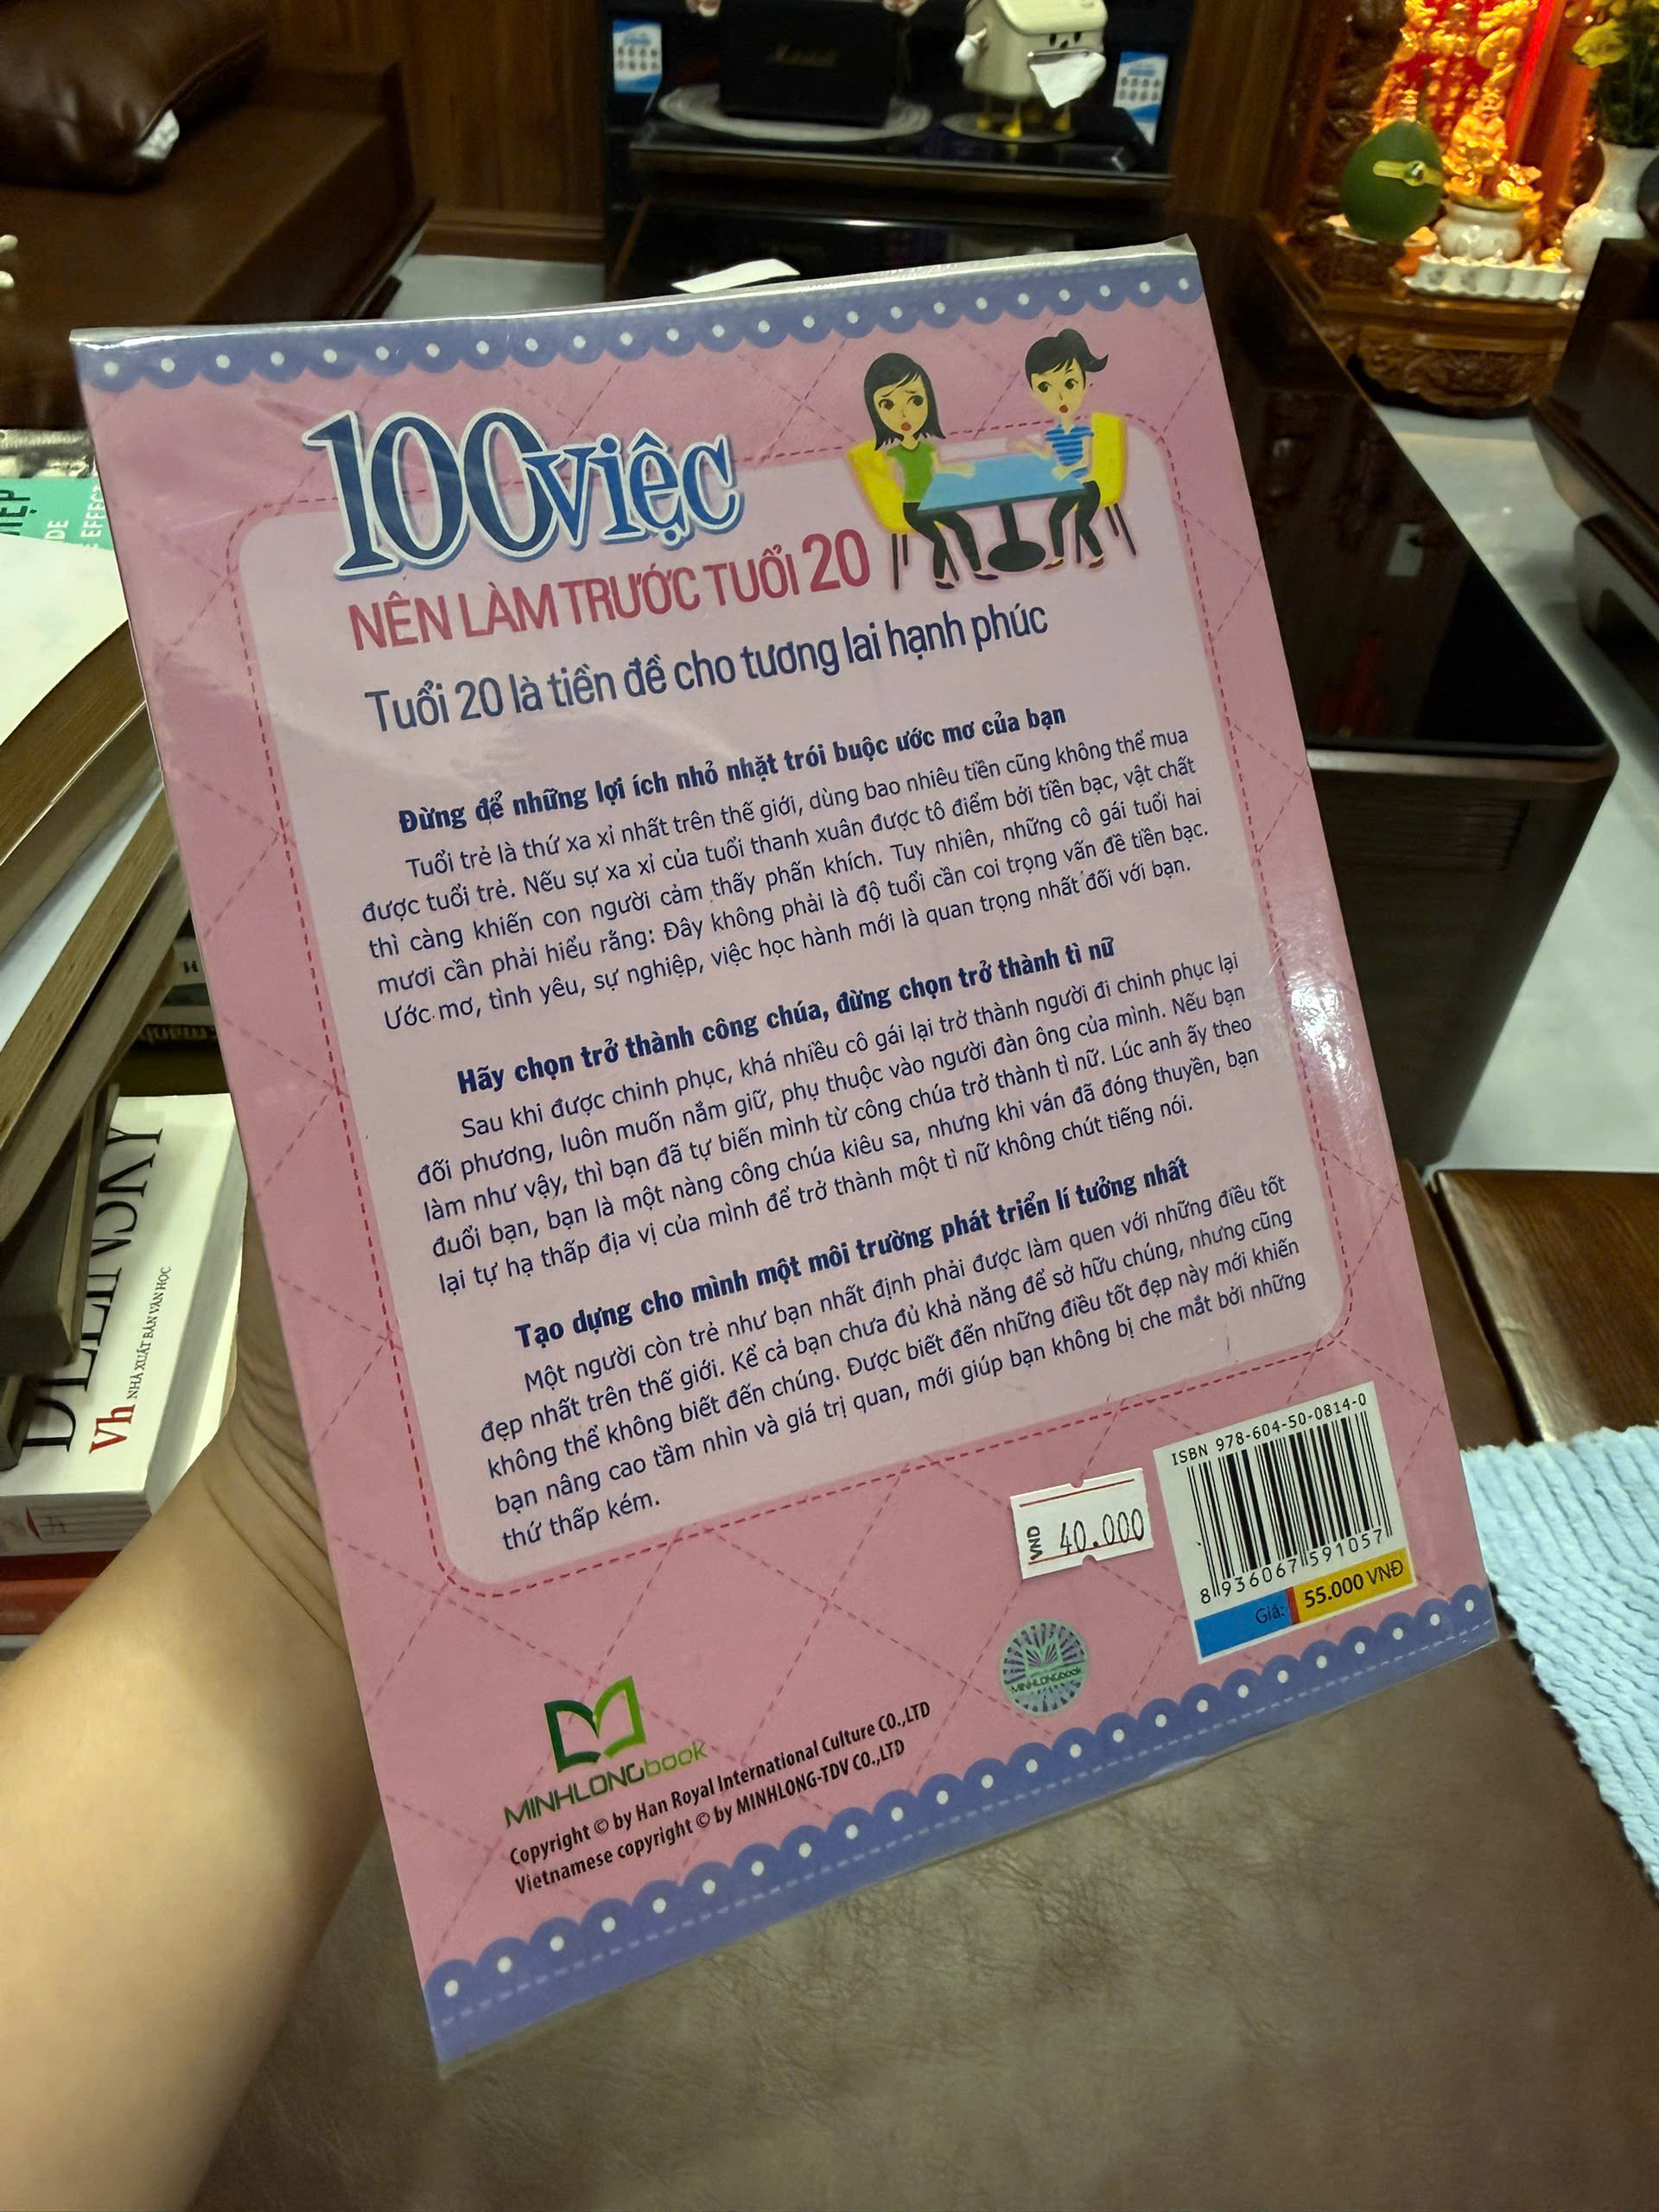 100 việc
NÊN LÀM TRƯỚC TUỔI 20
Tuổi 20 là tiền đề cho tương lai hạnh phúc
Đừng để những lợi ích nhỏ nhặt trói buộc ước mơ của bạn
Tuổi trẻ là thứ xa xỉ nhất trên thế giới, dùng bao nhiêu tiền cũng không thể mua
được tuổi trẻ. Nếu sự xa xỉ của tuổi thanh xuân được tô điểm bởi tiền bạc, vật chất
thì càng khiến con người cảm thấy phấn khích. Tuy nhiên, những cô gái tuổi hai
mươi cần phải hiểu rằng: Đây không phải là độ tuổi cần coi trọng vấn đề tiền bạc.
Ước mơ, tình yêu, sự nghiệp, việc học hành mới là quan trọng nhất đối với bạn.
Hãy chọn trở thành công chúa, đừng chọn trở thành tì nữ
Sau khi được chinh phục, khá nhiều cô gái lại trở thành người đi chinh phục lại
đối phương, luôn muốn nắm giữ, phụ thuộc vào người đàn ông của mình. Nếu bạn
làm như vậy, thì bạn đã tự biến mình từ công chúa trở thành tì nữ. Lúc anh ấy theo
đuổi bạn, bạn là một nàng công chúa kiêu sa, nhưng khi ván đã đóng thuyền, bạn
lại tự hạ thấp địa vị của mình để trở thành một tì nữ không chút tiếng nói.
Tạo dựng cho mình một môi trường phát triển lí tưởng nhất
Một người còn trẻ như bạn nhất định phải được làm quen với những điều tốt
đẹp nhất trên thế giới. Kể cả bạn chưa đủ khả năng để sở hữu chúng, nhưng cũng
không thể không biết đến chúng. Được biết đến những điều tốt đẹp này mới khiến
bạn nâng cao tầm nhìn và giá trị quan, mới giúp bạn không bị che mắt bởi những
thứ thấp kém.
ISBN 978-604-50-0814-0
8 936067 591057
Giá: 55.000 VNĐ
VND 40.000
MINHLONGbook
MINHLONGbook
Copyright © by Han Royal International Culture CO.,LTD
Vietnamese copyright © by MINHLONG-TDV CO.,LTD
Vh NHÀ XUẤT BẢN VĂN HỌC
Marshall